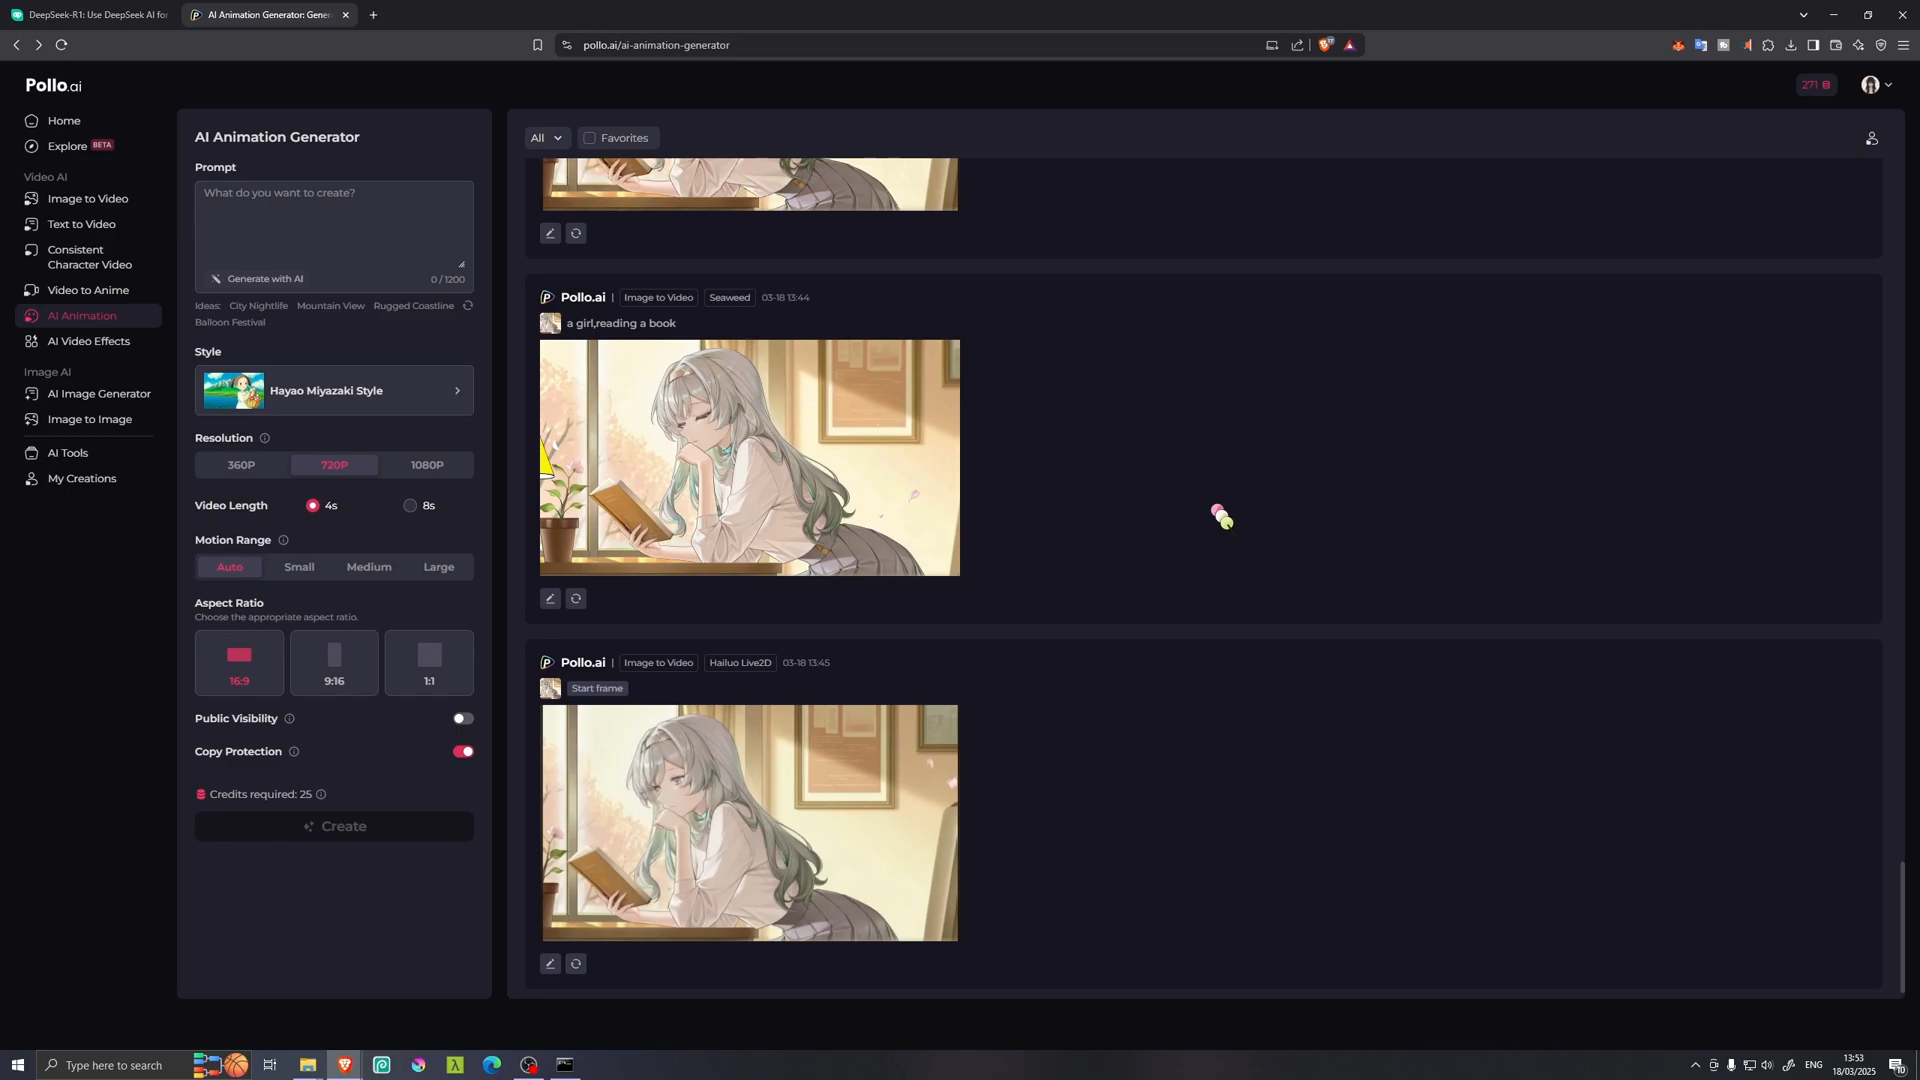 DeepSeek-R1: Use DeepSeek AI for
AI Animation Generator: Gener
pollo.ai/ai-animation-generator
17
Pollo.ai
271
Home
Explore BETA
Video AI
Image to Video
Text to Video
Consistent
Character Video
Video to Anime
AI Animation
AI Video Effects
Image AI
AI Image Generator
Image to Image
AI Tools
My Creations
AI Animation Generator
Prompt
What do you want to create?
Generate with AI 0 / 1200
Ideas: City Nightlife Mountain View Rugged Coastline
Balloon Festival
Style
Hayao Miyazaki Style
Resolution
360P 720P 1080P
Video Length 4s 8s
Motion Range
Auto Small Medium Large
Aspect Ratio
Choose the appropriate aspect ratio.
16:9 9:16 1:1
Public Visibility
Copy Protection
Credits required: 25
Create
All Favorites
Pollo.ai | Image to Video Seaweed 03-18 13:44
a girl,reading a book
Pollo.ai | Image to Video Hailuo Live2D 03-18 13:45
Start frame
Type here to search
ENG
13:53
18/03/2025
10